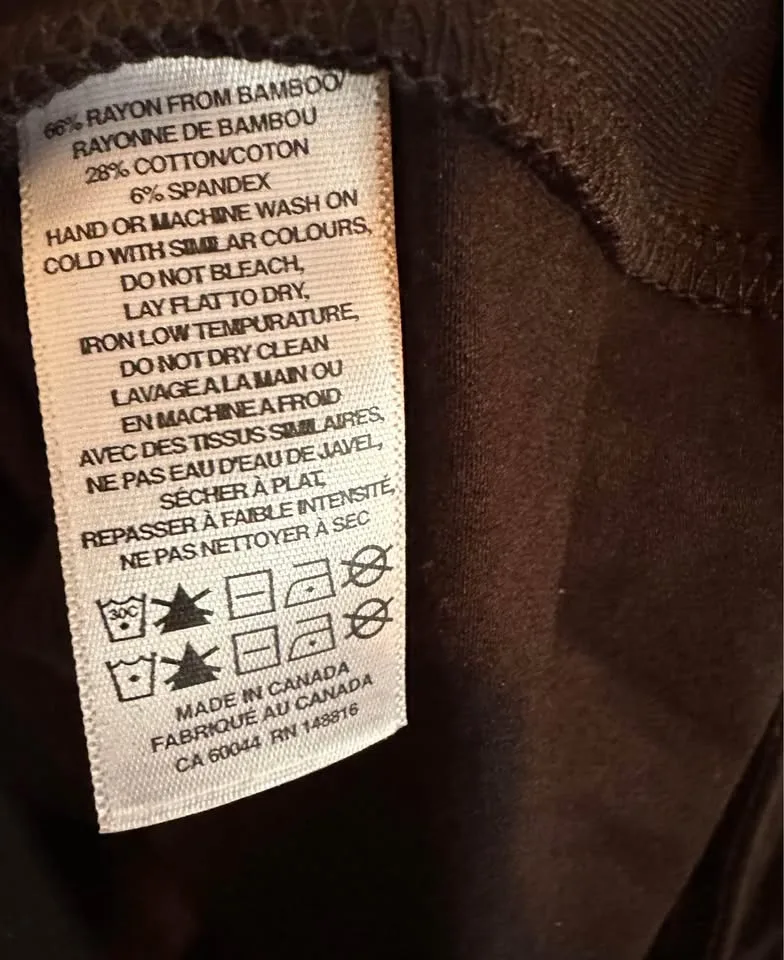 66% RAYON FROM BAMBOO/
RAYONNE DE BAMBOU
28% COTTON/COTON
6% SPANDEX
HAND OR MACHINE WASH ON
COLD WITH SIMILAR COLOURS,
DO NOT BLEACH,
LAY FLAT TO DRY,
IRON LOW TEMPURATURE,
DO NOT DRY CLEAN
LAVAGE A LA MAIN OU
EN MACHINE A FROID
AVEC DES TISSUS SIMILAIRES,
NE PAS EAU D'EAU DE JAVEL,
SÉCHER À PLAT,
REPASSER À FAIBLE INTENSITÉ,
NE PAS NETTOYER À SEC
30C
MADE IN CANADA
FABRIQUÉ AU CANADA
CA 60044 RN 148816